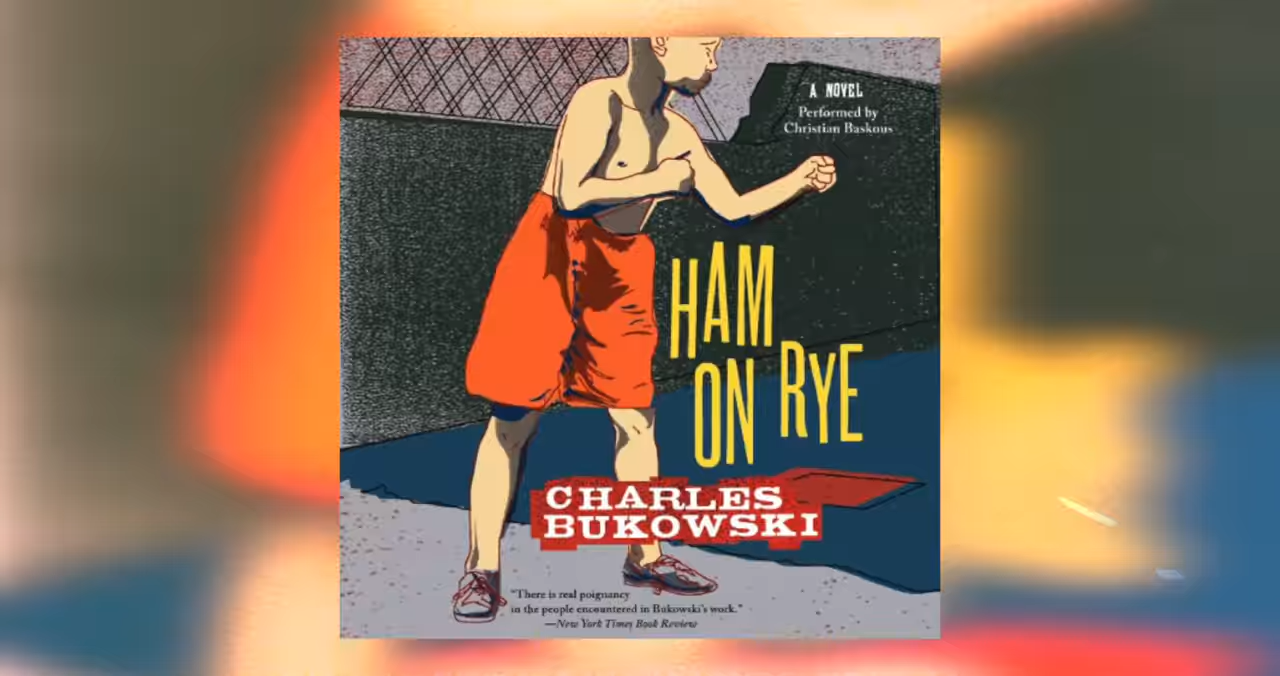 A NOVEL
Performed by
Christian Baskous
HAM
ON RYE
CHARLES
BUKOWSKI
"There is real poignancy
in the people encountered in Bukowski's work."
—New York Times Book Review